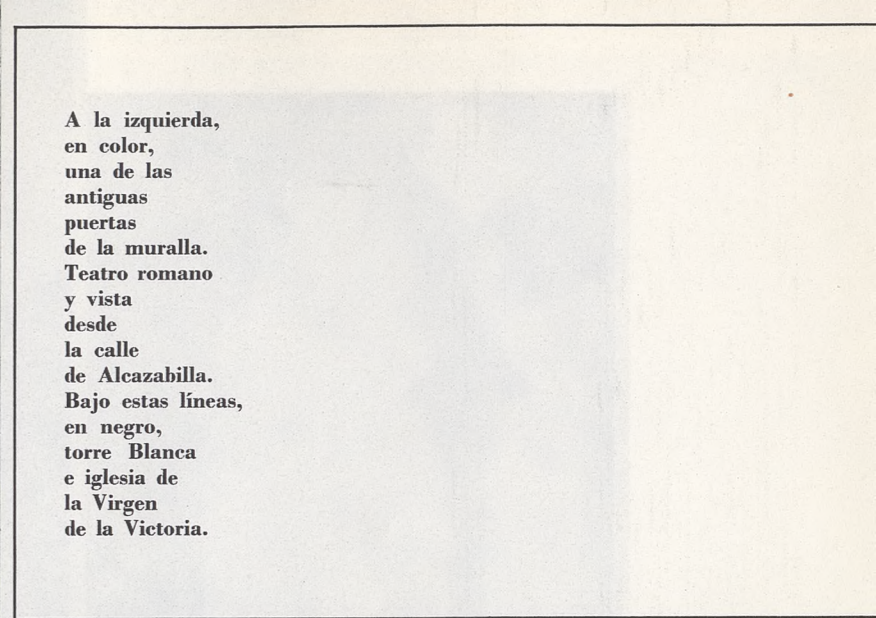 A la izquierda,
en color,
una de las
antiguas
puertas
de la muralla.
Teatro romano
y vista
desde
la calle
de Alcazabilla.
Bajo estas líneas,
en negro,
torre Blanca
e iglesia de
la Virgen
de la Victoria.